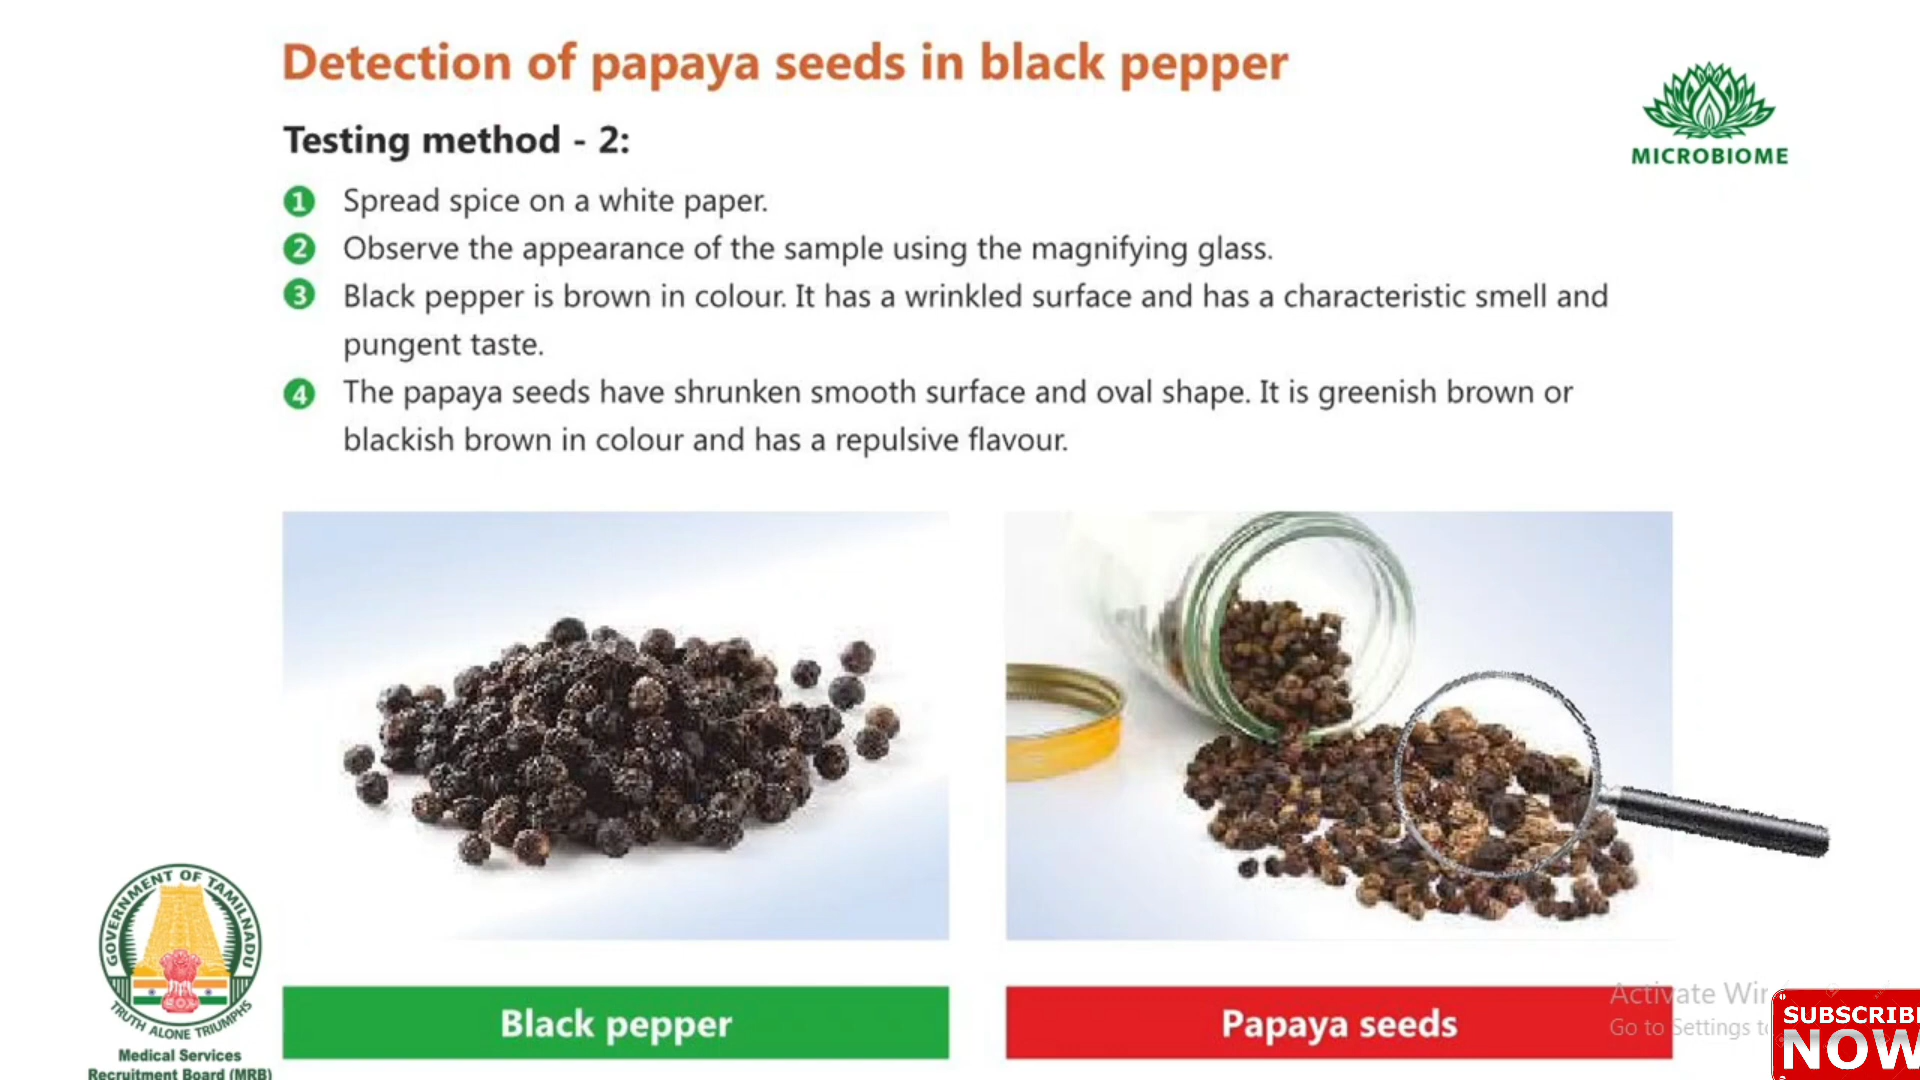 Detection of papaya seeds in black pepper
MICROBIOME
Testing method - 2:
1 Spread spice on a white paper.
2 Observe the appearance of the sample using the magnifying glass.
3 Black pepper is brown in colour. It has a wrinkled surface and has a characteristic smell and
pungent taste.
4 The papaya seeds have shrunken smooth surface and oval shape. It is greenish brown or
blackish brown in colour and has a repulsive flavour.
GOVERNMENT OF TAMILNADU
TRUTH ALONE TRIUMPHS
Medical Services
Recruitment Board (MRB)
Black pepper
Papaya seeds
Activate Wi
Go to Settings t
SUBSCRIB
NOW